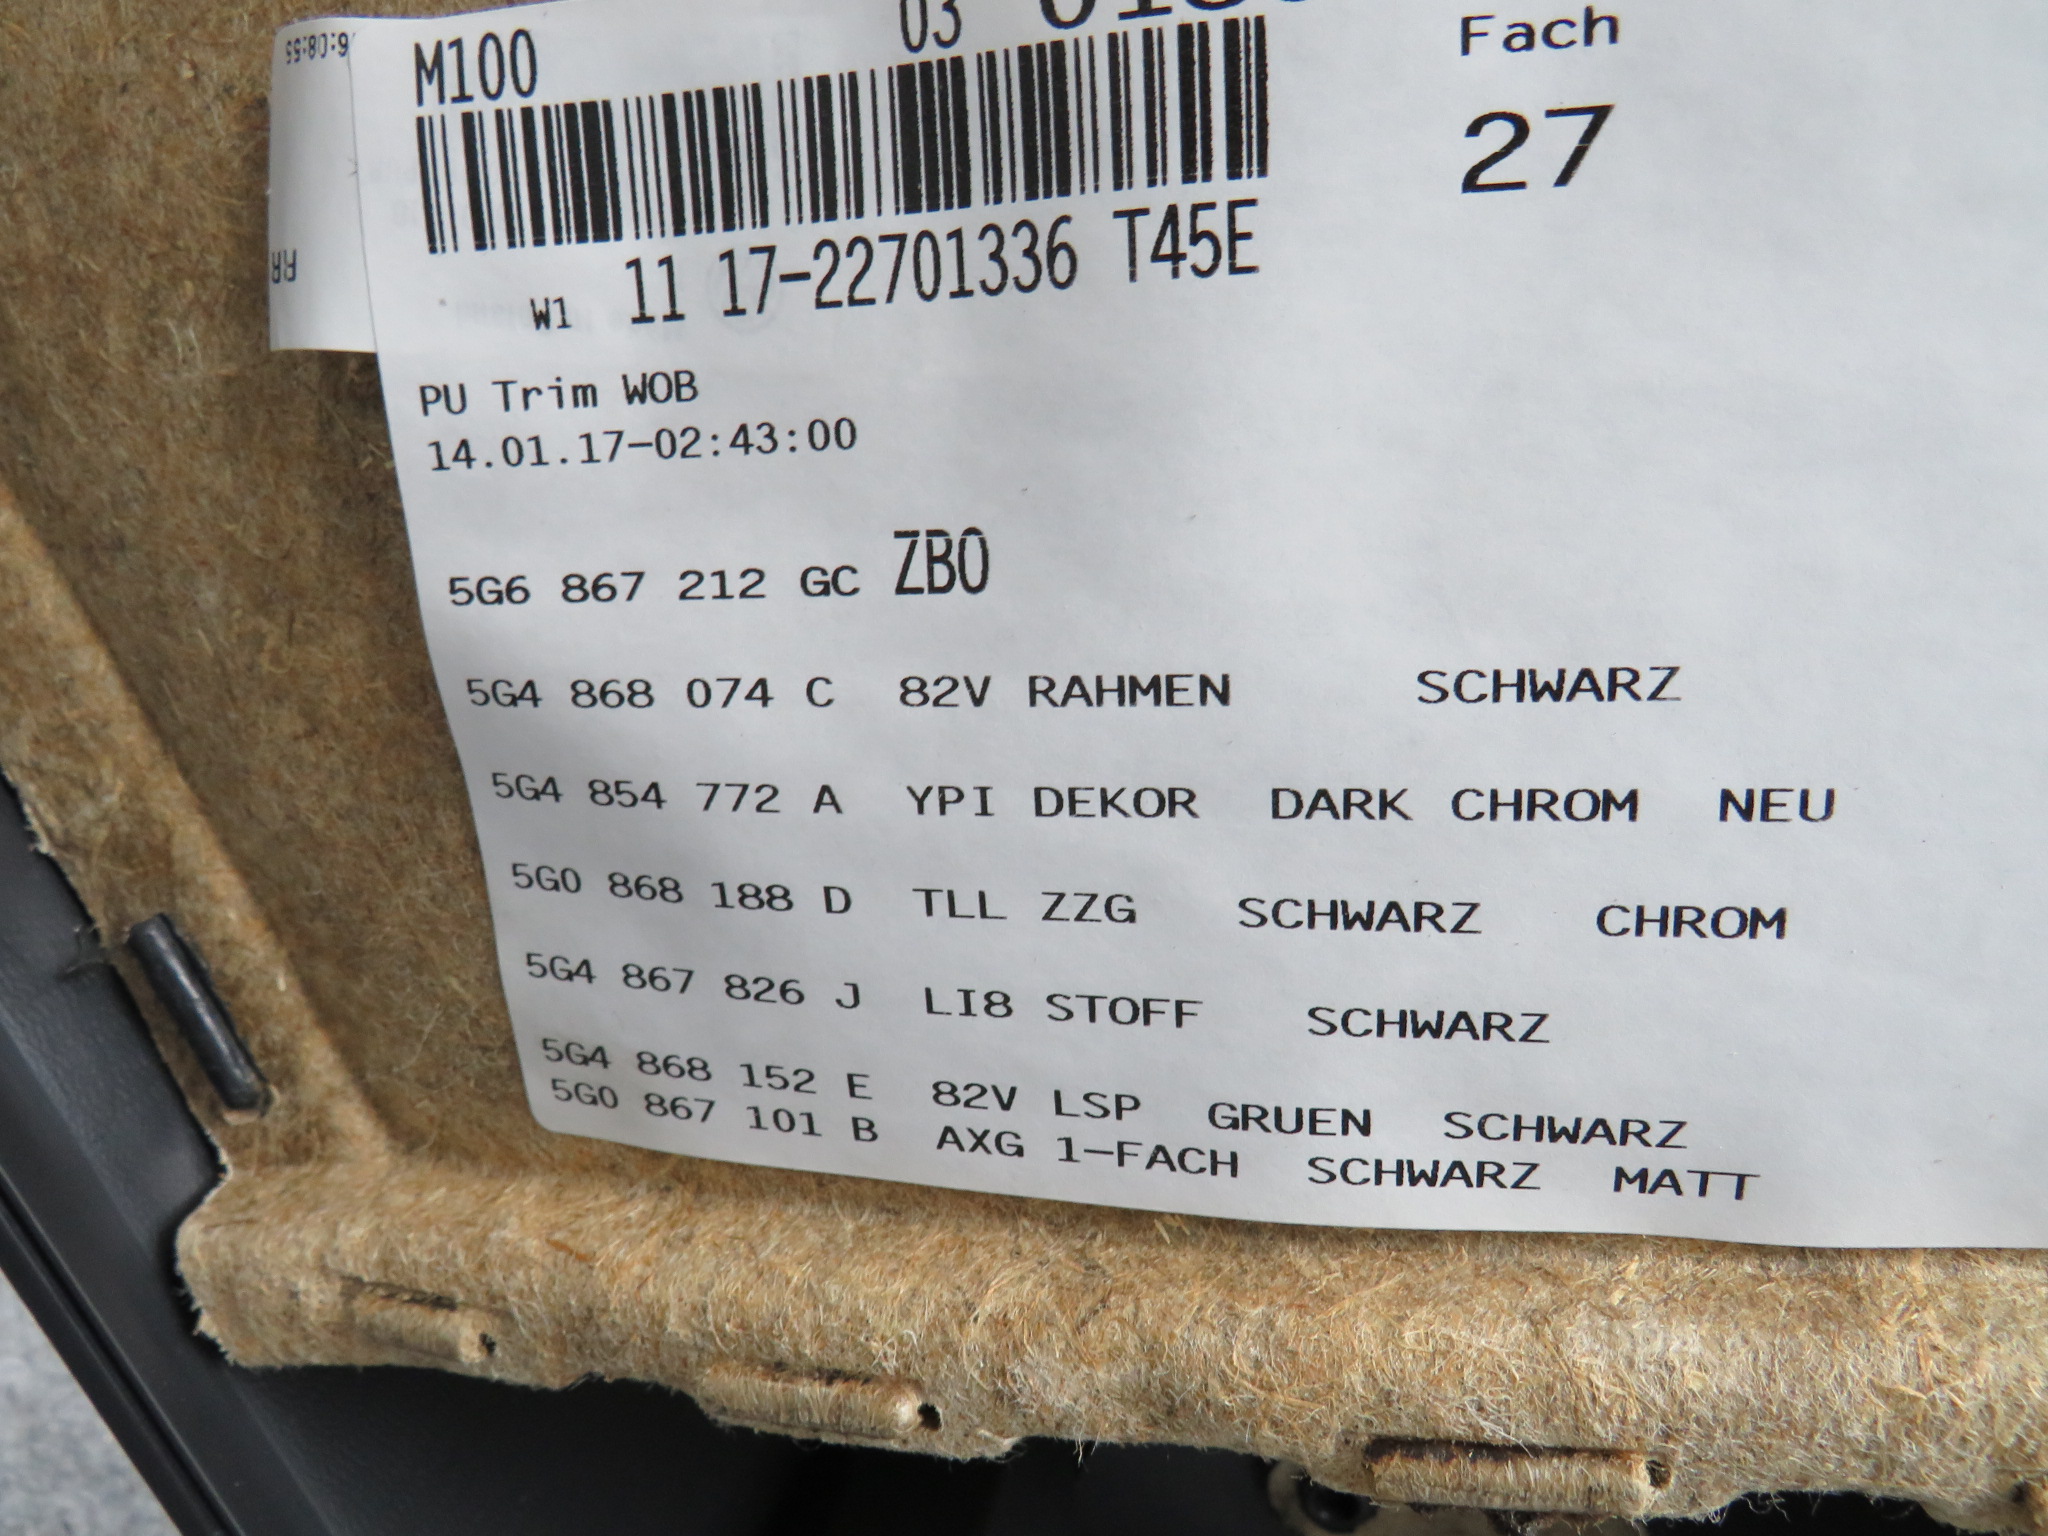 M100 03
Fach
27
W1 11 17-22701336 T45E
PU Trim WOB
14.01.17-02:43:00
5G6 867 212 GC ZBO
5G4 868 074 C 82V RAHMEN SCHWARZ
5G4 854 772 A YPI DEKOR DARK CHROM NEU
5G0 868 188 D TLL ZZG SCHWARZ CHROM
5G4 867 826 J LI8 STOFF SCHWARZ
5G4 868 152 E 82V LSP GRUEN SCHWARZ
5G0 867 101 B AXG 1-FACH SCHWARZ MATT